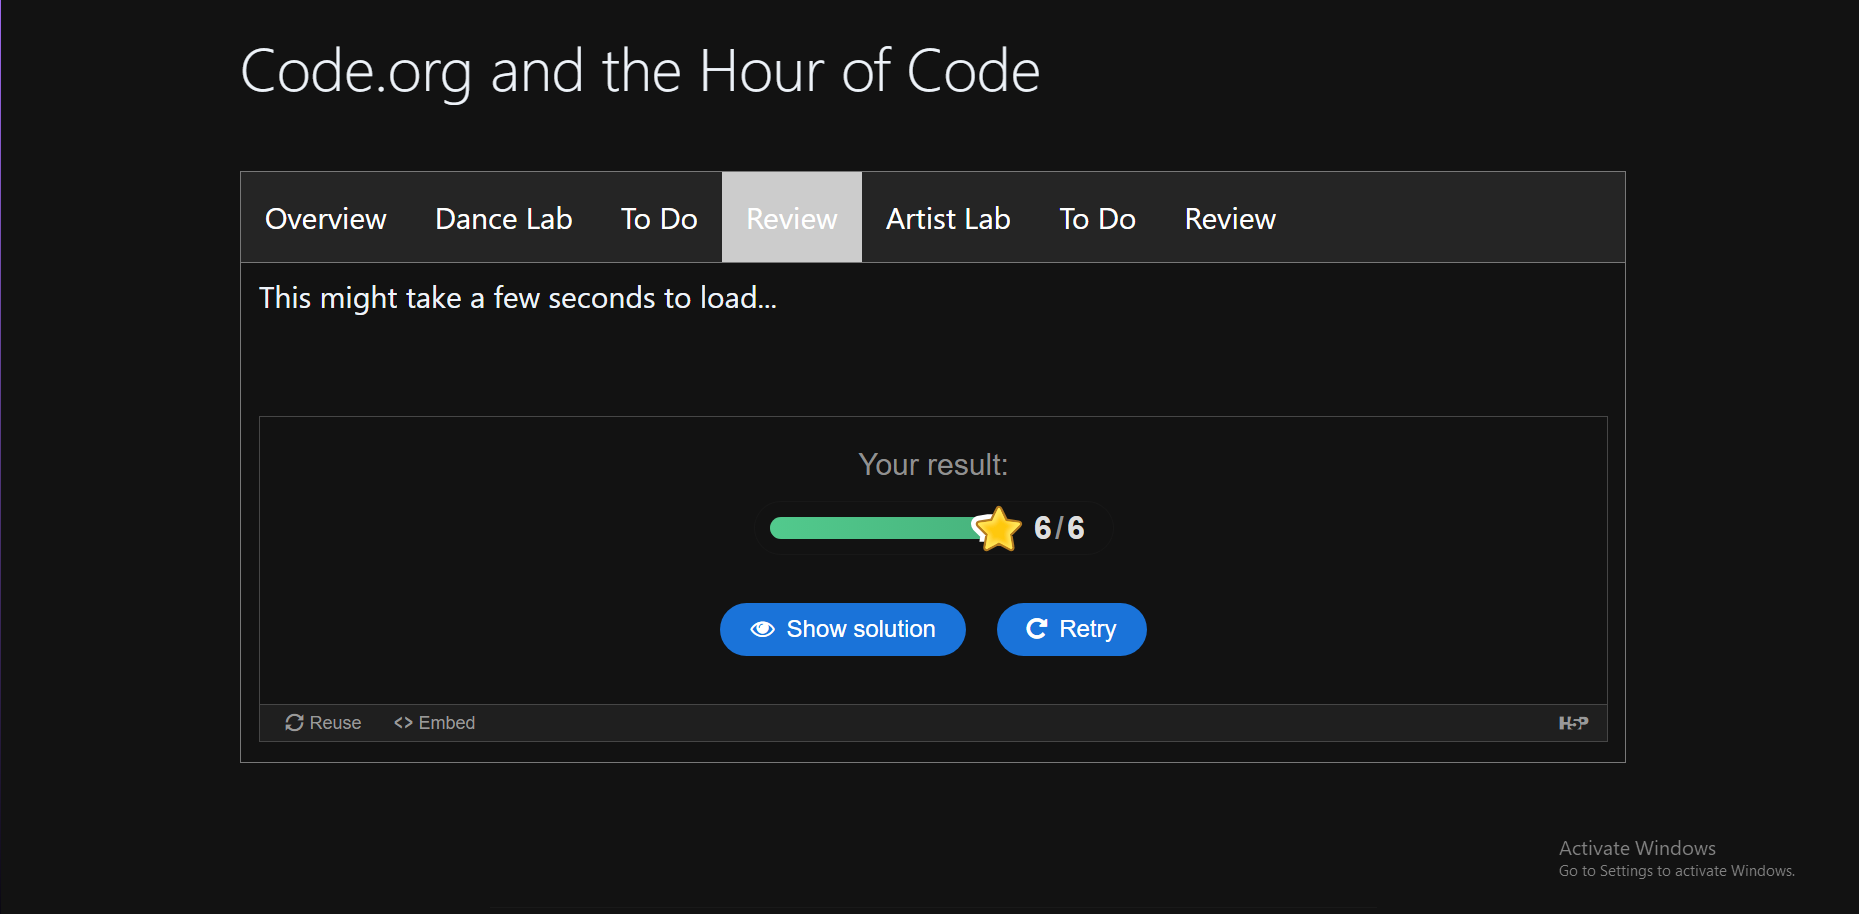 Code.org and the Hour of Code
Overview Dance Lab To Do Review Artist Lab To Do Review
This might take a few seconds to load...
Your result:
6/6
Show solution Retry
Reuse <> Embed H5P
Activate Windows
Go to Settings to activate Windows.